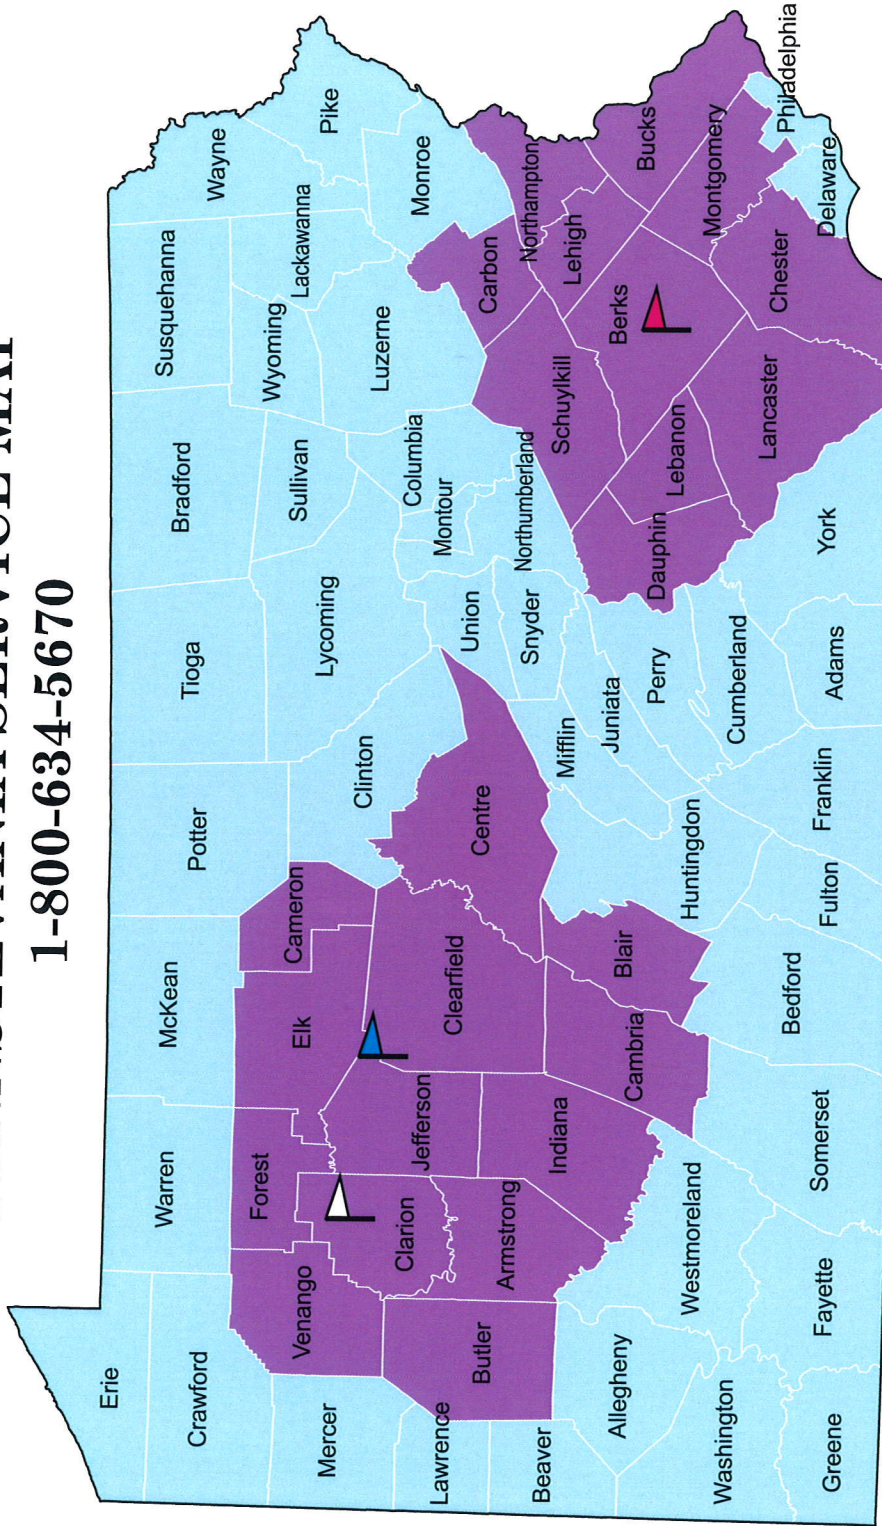 PENNSYLVANIA SERVICE MAP
1-800-634-5670
Erie
Warren
McKean
Potter
Tioga
Bradford
Susquehanna
Wayne
Crawford
Forest
Elk
Cameron
Lycoming
Sullivan
Wyoming
Lackawanna
Pike
Mercer
Venango
Clarion
Jefferson
Clearfield
Clinton
Columbia
Montour
Luzerne
Monroe
Lawrence
Butler
Armstrong
Indiana
Centre
Union
Snyder
Northumberland
Schuylkill
Carbon
Northampton
Lehigh
Beaver
Allegheny
Westmoreland
Cambria
Blair
Huntingdon
Mifflin
Juniata
Perry
Dauphin
Lebanon
Berks
Bucks
Montgomery
Washington
Somerset
Bedford
Cumberland
Lancaster
Chester
Philadelphia
Delaware
Greene
Fayette
Fulton
Franklin
Adams
York